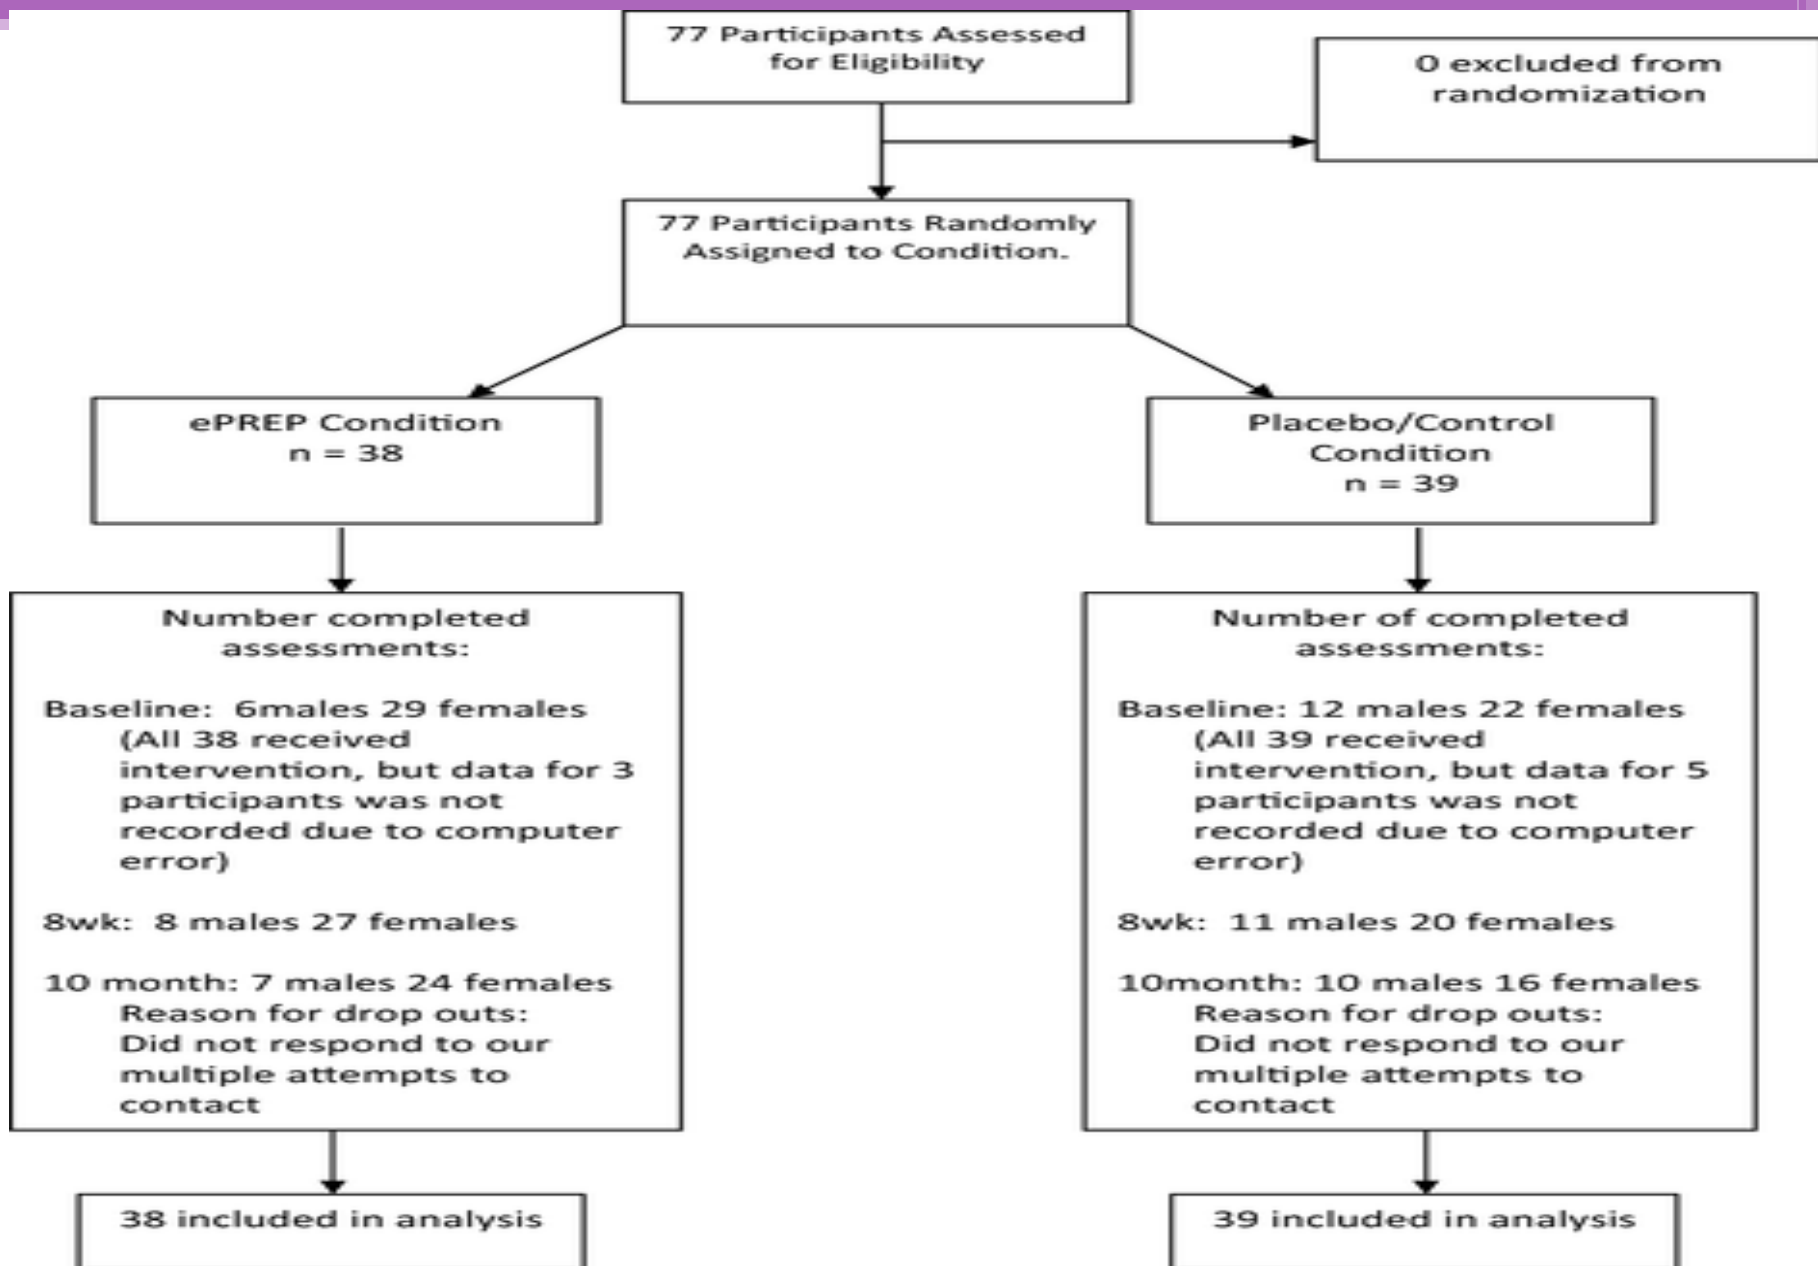 77 Participants Assessed
for Eligibility
0 excluded from
randomization
77 Participants Randomly
Assigned to Condition.
ePREP Condition
n = 38
Placebo/Control
Condition
n = 39
Number completed
assessments:
Baseline:  6males 29 females
(All 38 received
intervention, but data for 3
participants was not
recorded due to computer
error)
8wk:  8 males 27 females
10 month: 7 males 24 females
Reason for drop outs:
Did not respond to our
multiple attempts to
contact
Number of completed
assessments:
Baseline: 12 males 22 females
(All 39 received
intervention, but data for 5
participants was not
recorded due to computer
error)
8wk:  11 males 20 females
10month: 10 males 16 females
Reason for drop outs:
Did not respond to our
multiple attempts to
contact
38 included in analysis
39 included in analysis